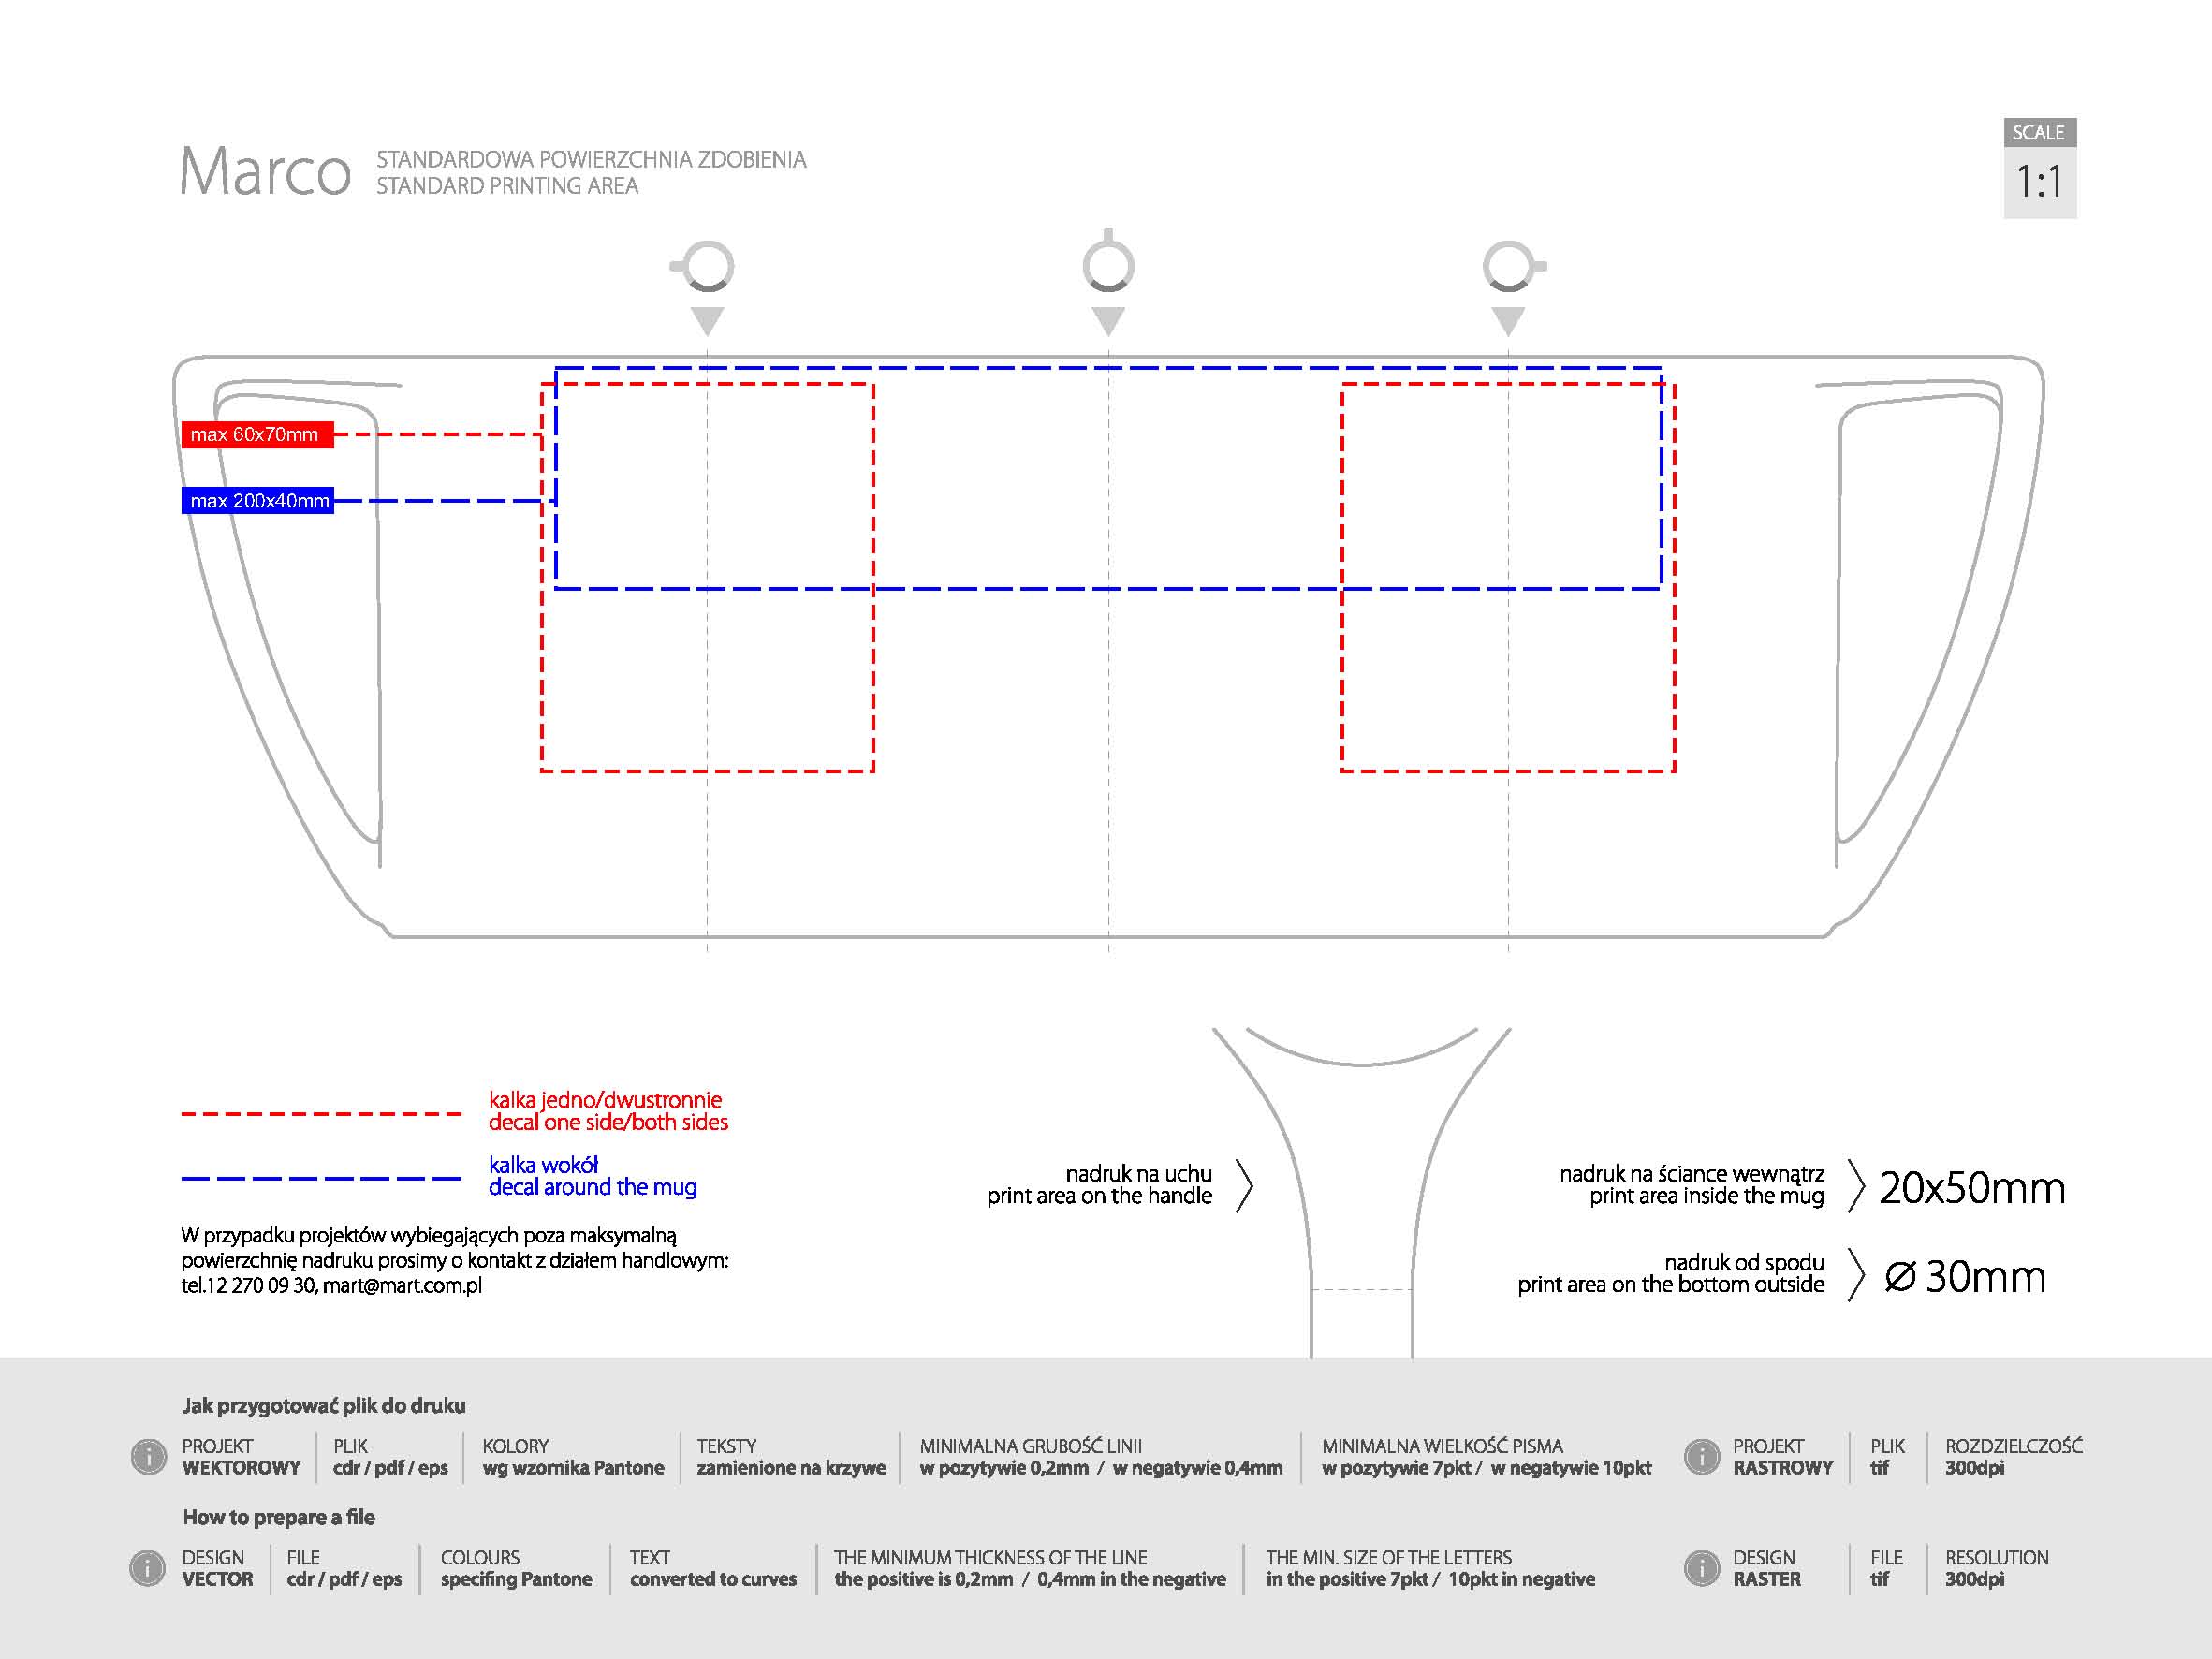 Marco
STANDARDOWA POWIERZCHNIA ZDOBIENIA
STANDARD PRINTING AREA
SCALE
1:1
max 60x70mm
max 200x40mm
kalka jedno/dwustronnie
decal one side/both sides
kalka wokół
decal around the mug
W przypadku projektów wybiegających poza maksymalną
powierzchnię nadruku prosimy o kontakt z działem handlowym:
tel.12 270 09 30, mart@mart.com.pl
nadruk na uchu
print area on the handle
nadruk na ściance wewnątrz
print area inside the mug
20x50mm
nadruk od spodu
print area on the bottom outside
⌀ 30mm
Jak przygotować plik do druku
PROJEKT
WEKTOROWY
PLIK
cdr / pdf / eps
KOLORY
wg wzornika Pantone
TEKSTY
zamienione na krzywe
MINIMALNA GRUBOŚĆ LINII
w pozytywie 0,2mm / w negatywie 0,4mm
MINIMALNA WIELKOŚĆ PISMA
w pozytywie 7pkt / w negatywie 10pkt
PROJEKT
RASTROWY
PLIK
tif
ROZDZIELCZOŚĆ
300dpi
How to prepare a file
DESIGN
VECTOR
FILE
cdr / pdf / eps
COLOURS
specifing Pantone
TEXT
converted to curves
THE MINIMUM THICKNESS OF THE LINE
the positive is 0,2mm / 0,4mm in the negative
THE MIN. SIZE OF THE LETTERS
in the positive 7pkt / 10pkt in negative
DESIGN
RASTER
FILE
tif
RESOLUTION
300dpi